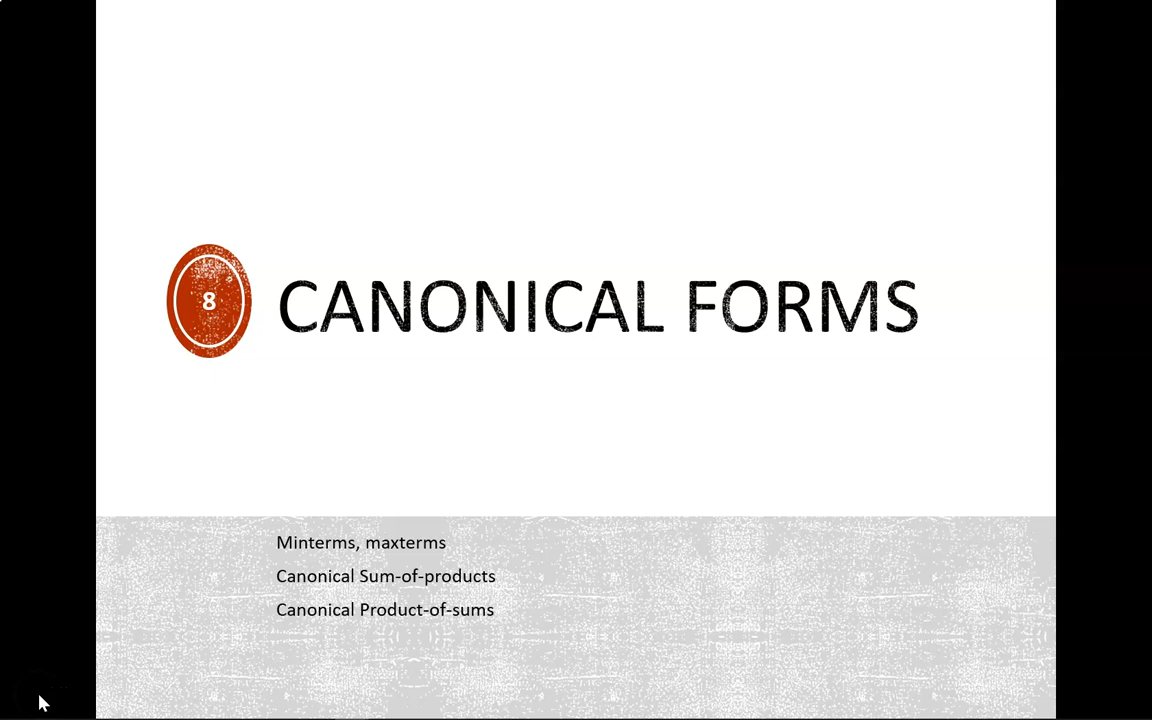 8
CANONICAL FORMS
Minterms, maxterms
Canonical Sum-of-products
Canonical Product-of-sums